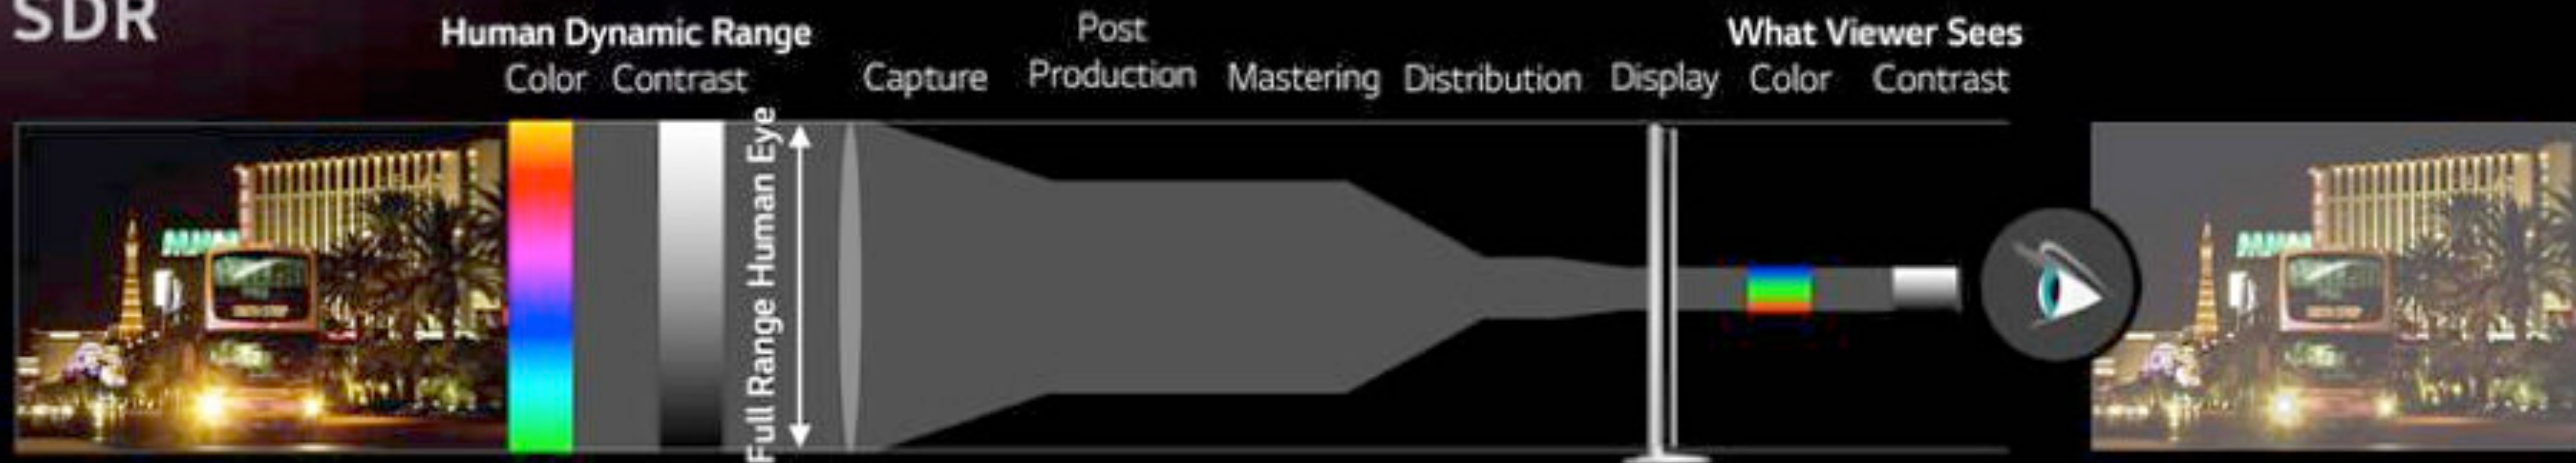 SDR
Human Dynamic Range
Color Contrast
Full Range Human Eye
Capture
Post
Production
Mastering
Distribution
Display
What Viewer Sees
Color Contrast